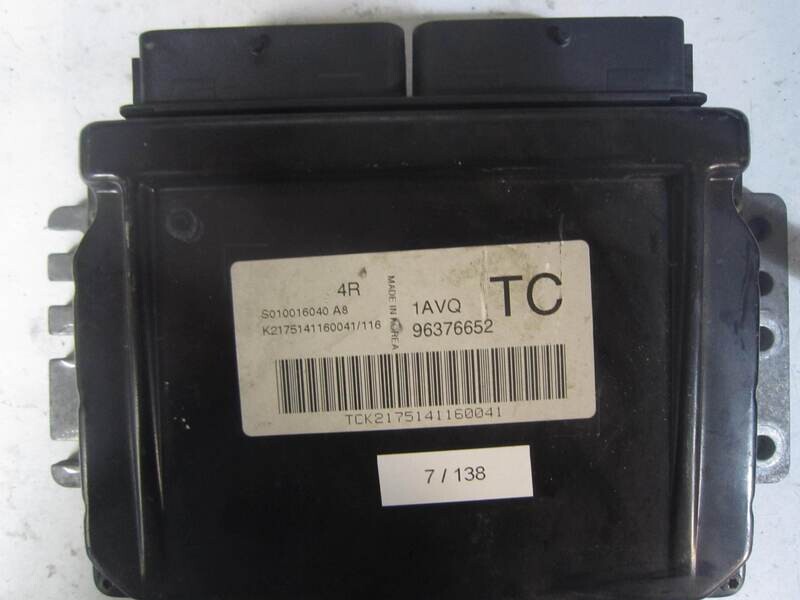 4R
S010016040 A8
K2175141160041/116
MADE IN KOREA
1AVQ
96376652
TC
TCK2175141160041
7 / 138